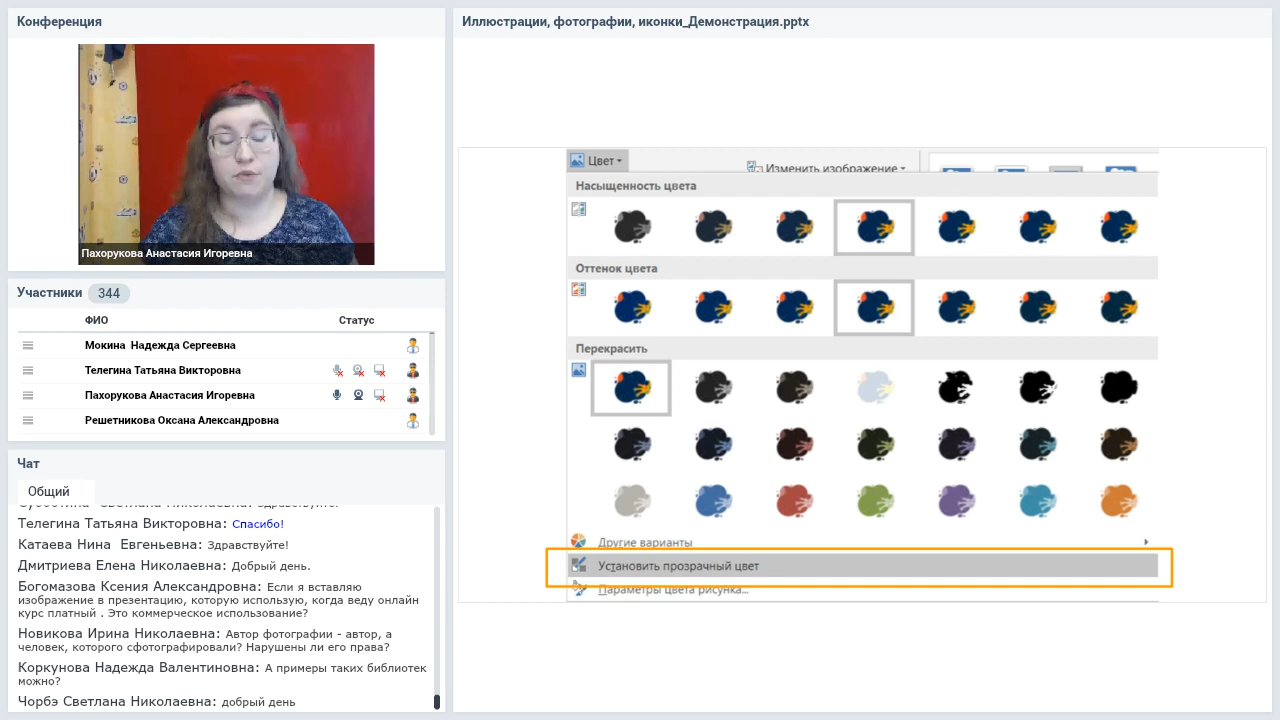 Конференция
Пахорукова Анастасия Игоревна
Участники 344
ФИО Статус
Мокина Надежда Сергеевна
Телегина Татьяна Викторовна
Пахорукова Анастасия Игоревна
Решетникова Оксана Александровна
Чат
Общий
Субботина Светлана Николаевна: Здравствуйте!
Телегина Татьяна Викторовна: Спасибо!
Катаева Нина Евгеньевна: Здравствуйте!
Дмитриева Елена Николаевна: Добрый день.
Богомазова Ксения Александровна: Если я вставляю
изображение в презентацию, которую использую, когда веду онлайн
курс платный . Это коммерческое использование?
Новикова Ирина Николаевна: Автор фотографии - автор, а
человек, которого сфотографировали? Нарушены ли его права?
Коркунова Надежда Валентиновна: А примеры таких библиотек
можно?
Чорбэ Светлана Николаевна: добрый день
Иллюстрации, фотографии, иконки_Демонстрация.pptx
Цвет
Изменить изображение
Насыщенность цвета
Оттенок цвета
Перекрасить
Другие варианты
Установить прозрачный цвет
Параметры цвета рисунка...